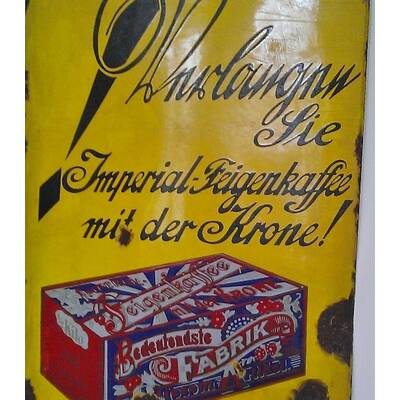 ! Verlangen
Sie
Imperial-Feigenkaffee
mit der Krone!
Feigenkaffee
Bedeutendste
FABRIK